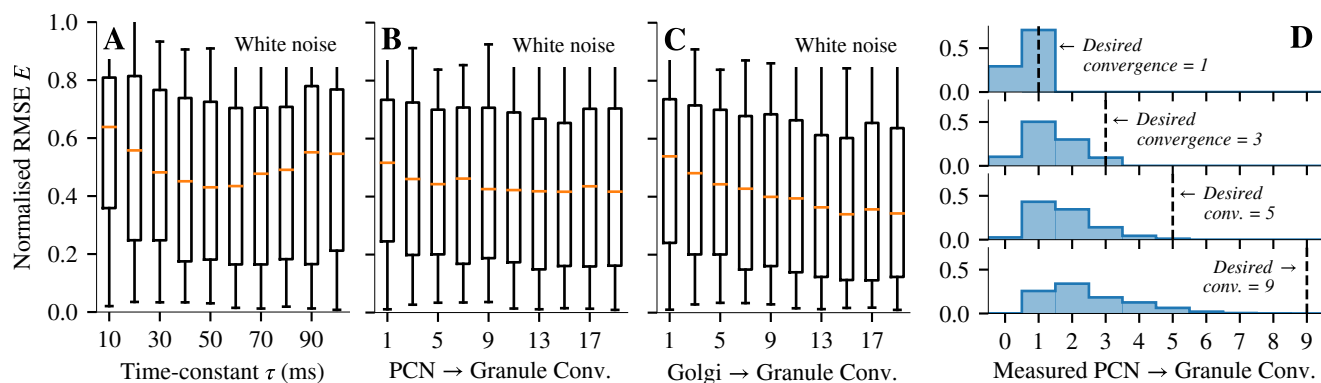 Normalised RMSE E
1.0
0.8
0.6
0.4
0.2
0.0
A
White noise
10
30
50
70
90
Time-constant τ (ms)
B
White noise
1
5
9
13
17
PCN → Granule Conv.
C
White noise
1
5
9
13
17
Golgi → Granule Conv.
D
0.5
0.0
← Desired
convergence = 1
0.5
0.0
← Desired
convergence = 3
0.5
0.0
← Desired
conv. = 5
0.5
0.0
Desired →
conv. = 9
0 1 2 3 4 5 6 7 8 9
Measured PCN → Granule Conv.